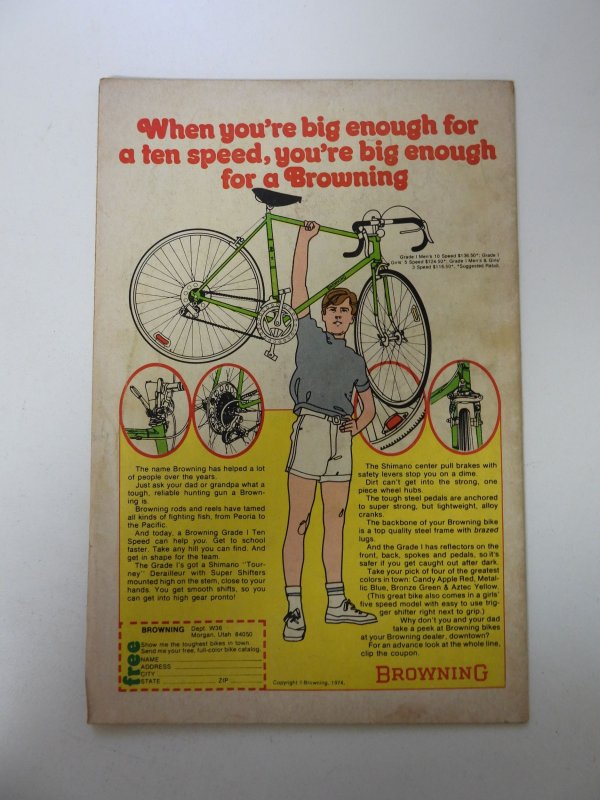 When you're big enough for
a ten speed, you're big enough
for a Browning
Grade I Men's 10 Speed $136.50*; Grade I
Girls' 5 Speed $124.50*; Grade I Men's & Girls'
3 Speed $116.50*. *Suggested Retail.
The name Browning has helped a lot
of people over the years.
Just ask your dad or grandpa what a
tough, reliable hunting gun a Brown-
ing is.
Browning rods and reels have tamed
all kinds of fighting fish, from Peoria to
the Pacific.
And today, a Browning Grade I Ten
Speed can help you. Get to school
faster. Take any hill you can find. And
get in shape for the team.
The Grade I's got a Shimano "Tour-
ney" Derailleur with Super Shifters
mounted high on the stem, close to your
hands. You get smooth shifts, so you
can get into high gear pronto!
The Shimano center pull brakes with
safety levers stop you on a dime.
Dirt can't get into the strong, one
piece wheel hubs.
The tough steel pedals are anchored
to super strong, but lightweight, alloy
cranks.
The backbone of your Browning bike
is a top quality steel frame with brazed
lugs.
And the Grade I has reflectors on the
front, back, spokes and pedals, so it's
safer if you get caught out after dark.
Take your pick of four of the greatest
colors in town: Candy Apple Red, Metal-
lic Blue, Bronze Green & Aztec Yellow.
(This great bike also comes in a girls'
five speed model with easy to use trig-
ger shifter right next to grip.)
Why don't you and your dad
take a peek at Browning bikes
at your Browning dealer, downtown?
For an advance look at the whole line,
clip the coupon.
BROWNING Dept. W36
Morgan, Utah 84050
free
Show me the toughest bikes in town.
Send me your free, full-color bike catalog.
NAME
ADDRESS
CITY
STATE ZIP
Copyright © Browning, 1974.
BROWNING